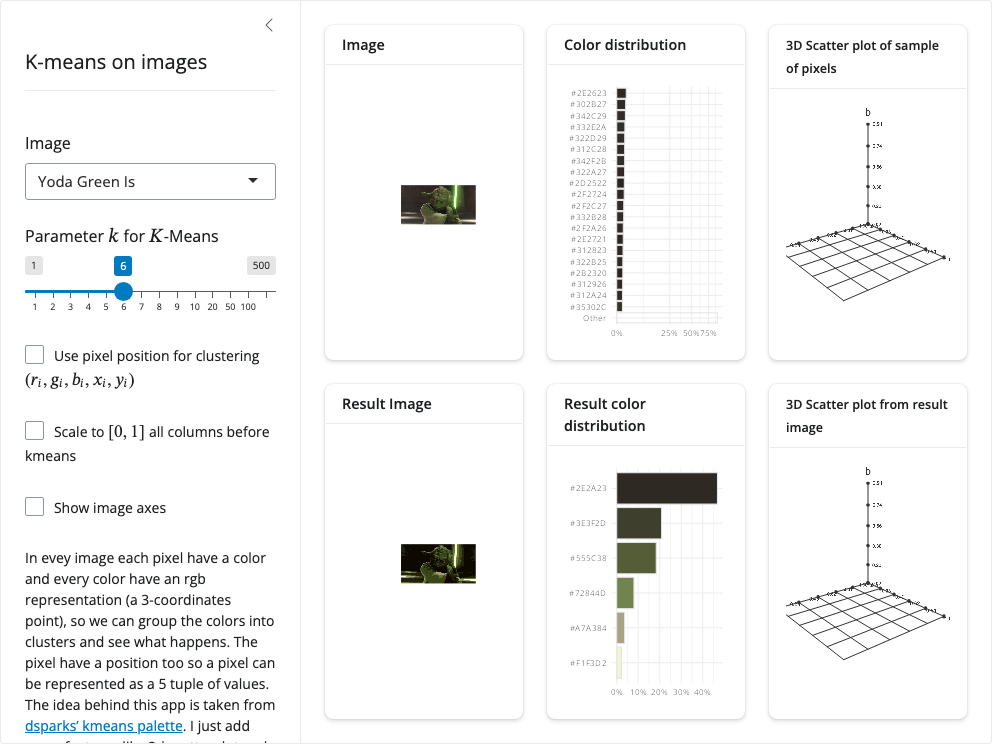 K-means on images
Image
Yoda Green Is
Parameter k for K-Means
1 6 500
1 2 3 4 5 6 7 8 9 10 20 50 100
Use pixel position for clustering
(rᵢ, gᵢ, bᵢ, xᵢ, yᵢ)
Scale to [0, 1] all columns before
kmeans
Show image axes
In evey image each pixel have a color
and every color have an rgb
representation (a 3-coordinates
point), so we can group the colors into
clusters and see what happens. The
pixel have a position too so a pixel can
be represented as a 5 tuple of values.
The idea behind this app is taken from
dsparks' kmeans palette. I just add
Image
Color distribution
#2E2623
#302B27
#342C29
#332E2A
#322D29
#312C28
#342F2B
#322A27
#2D2522
#2F2724
#2F2C27
#332B28
#2F2A26
#2E2721
#312823
#322B25
#2B2320
#312926
#312A24
#35302C
Other
0% 25% 50% 75%
3D Scatter plot of sample
of pixels
b
Result Image
Result color
distribution
#2E2A23
#3E3F2D
#555C38
#72844D
#A7A384
#F1F3D2
0% 10% 20% 30% 40%
3D Scatter plot from result
image
b